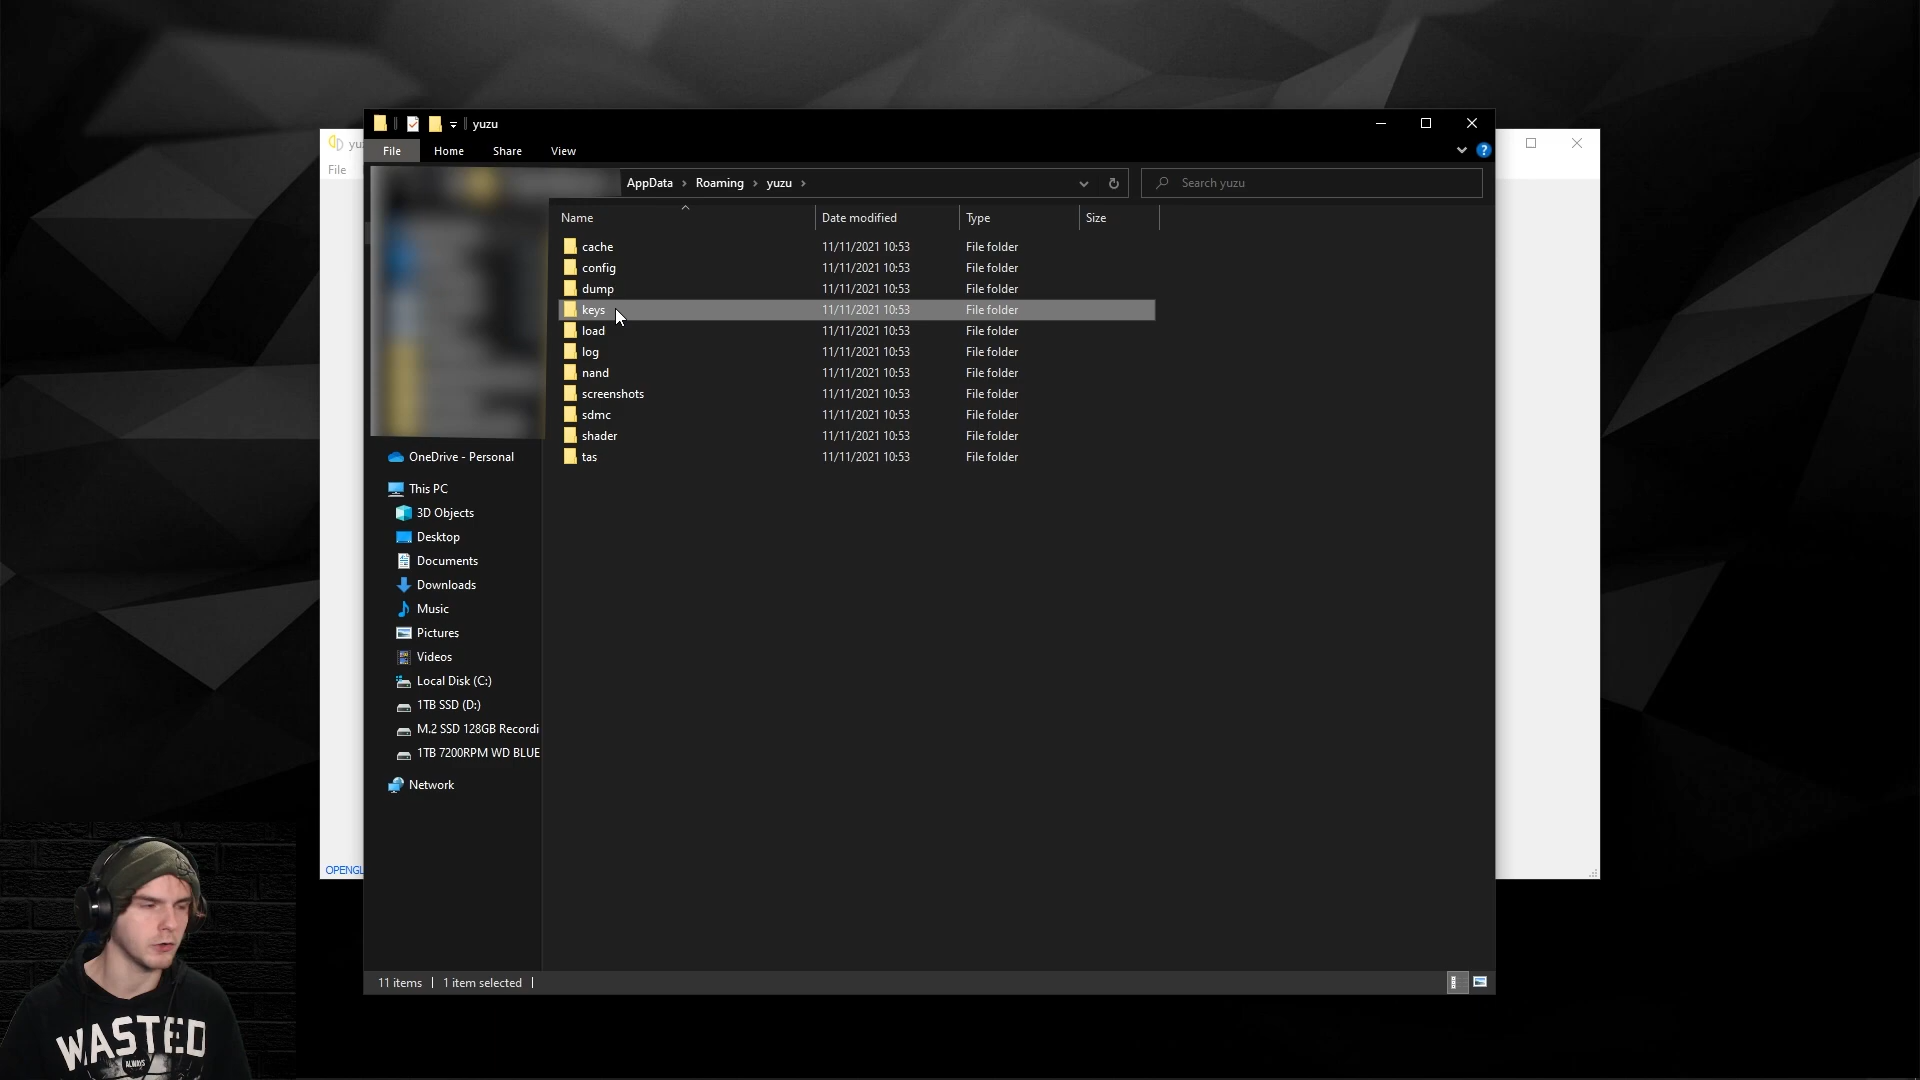 yuzu
File Home Share View
File
AppData > Roaming > yuzu >
Search yuzu
Name Date modified Type Size
cache 11/11/2021 10:53 File folder
config 11/11/2021 10:53 File folder
dump 11/11/2021 10:53 File folder
keys 11/11/2021 10:53 File folder
load 11/11/2021 10:53 File folder
log 11/11/2021 10:53 File folder
nand 11/11/2021 10:53 File folder
screenshots 11/11/2021 10:53 File folder
sdmc 11/11/2021 10:53 File folder
shader 11/11/2021 10:53 File folder
tas 11/11/2021 10:53 File folder
OneDrive - Personal
This PC
3D Objects
Desktop
Documents
Downloads
Music
Pictures
Videos
Local Disk (C:)
1TB SSD (D:)
M.2 SSD 128GB Recordi
1TB 7200RPM WD BLUE
Network
OPENGL
11 items | 1 item selected |
WASTED
ALWAYS